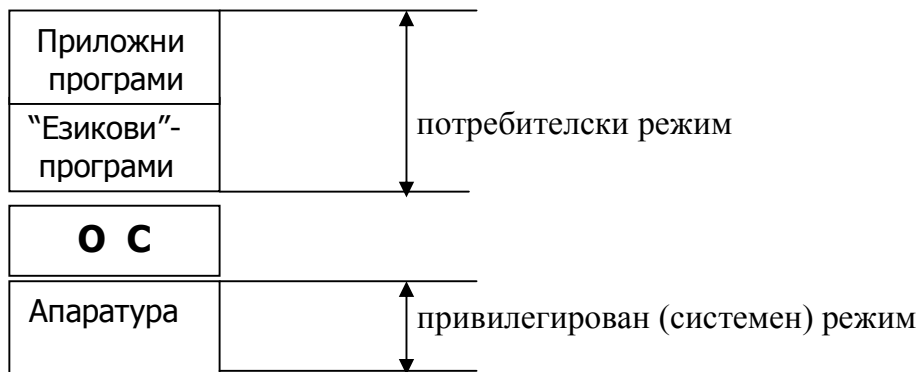 Приложни
програми
“Езикови”-
програми
потребителски режим
О С
Апаратура
привилегирован (системен) режим